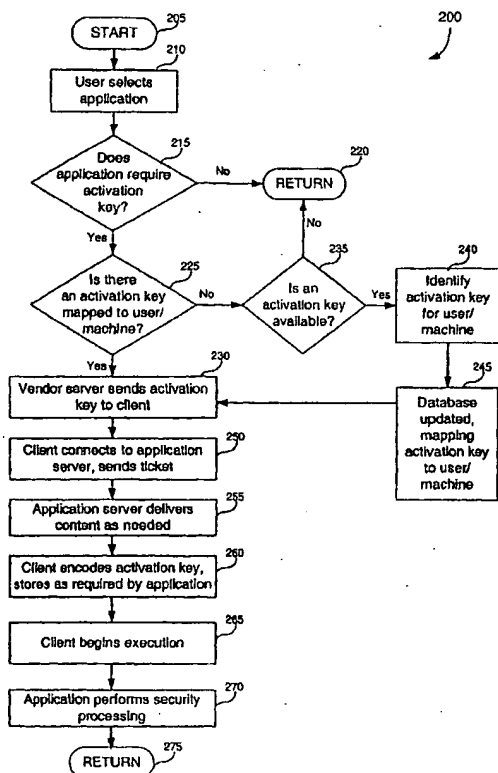 205
START
200
210
User selects
application
215
Does
application require
activation
key?
No
220
RETURN
Yes
No
225
Is there
an activation key
mapped to user/
machine?
No
235
Is an
activation key
available?
Yes
240
Identify
activation key
for user/
machine
Yes
230
Vendor server sends activation
key to client
245
Database
updated,
mapping
activation key
to user/
machine
250
Client connects to application
server, sends ticket
255
Application server delivers
content as needed
260
Client encodes activation key,
stores as required by application
265
Client begins execution
270
Application performs security
processing
RETURN
275